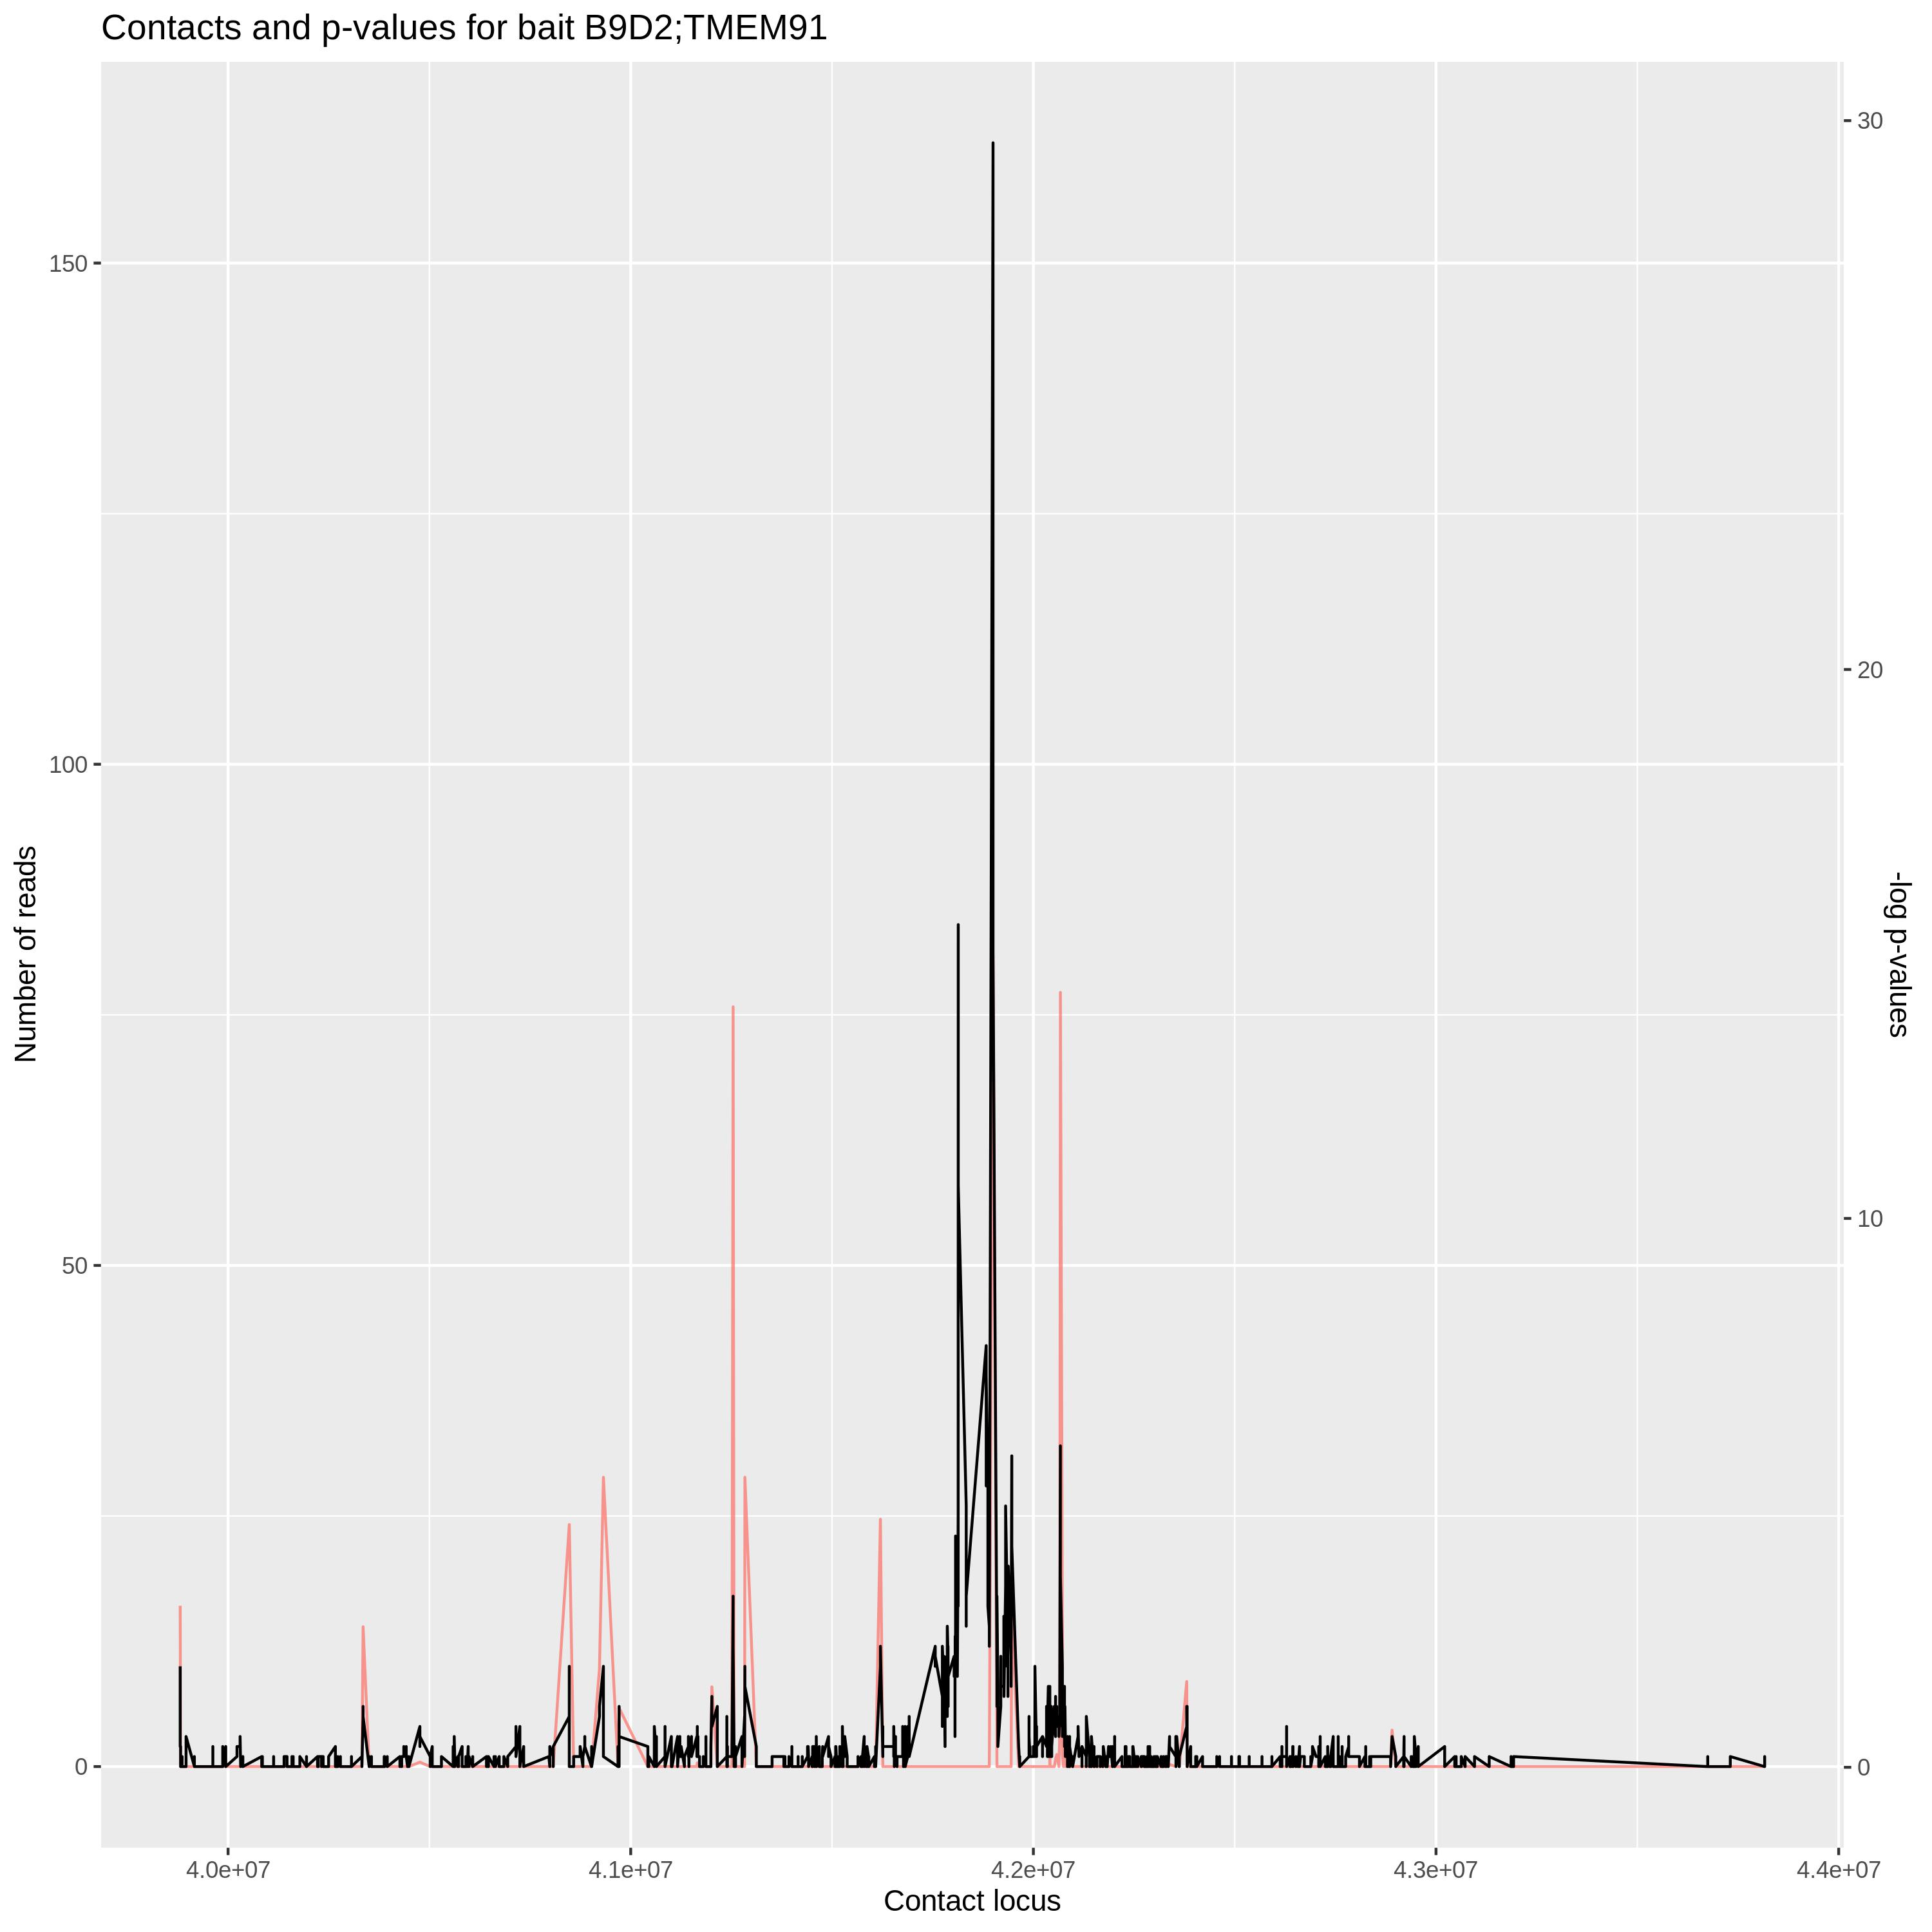 Contacts and p-values for bait B9D2;TMEM91
Number of reads
150
100
50
0
30
20
10
0
-log p-values
4.0e+07
4.1e+07
4.2e+07
4.3e+07
4.4e+07
Contact locus